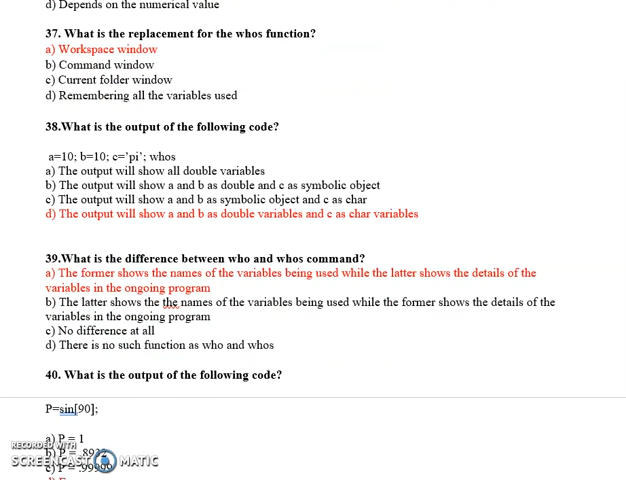 d) Depends on the numerical value
37. What is the replacement for the whos function?
a) Workspace window
b) Command window
c) Current folder window
d) Remembering all the variables used
38.What is the output of the following code?
a=10; b=10; c='pi'; whos
a) The output will show all double variables
b) The output will show a and b as double and c as symbolic object
c) The output will show a and b as symbolic object and c as char
d) The output will show a and b as double variables and c as char variables
39.What is the difference between who and whos command?
a) The former shows the names of the variables being used while the latter shows the details of the
variables in the ongoing program
b) The latter shows the the names of the variables being used while the former shows the details of the
variables in the ongoing program
c) No difference at all
d) There is no such function as who and whos
40. What is the output of the following code?
P=sin[90];
a) P = 1
RECORDED WITH
b) P = .8932
SCREENCAST MATIC
c) P = .99999